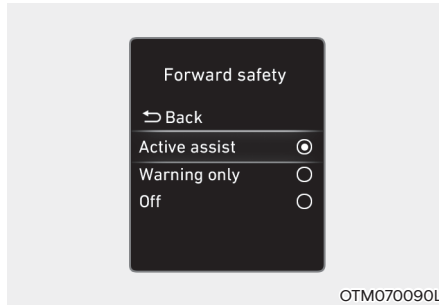 Forward safety
Back
Active assist
Warning only
Off
OTM070090L